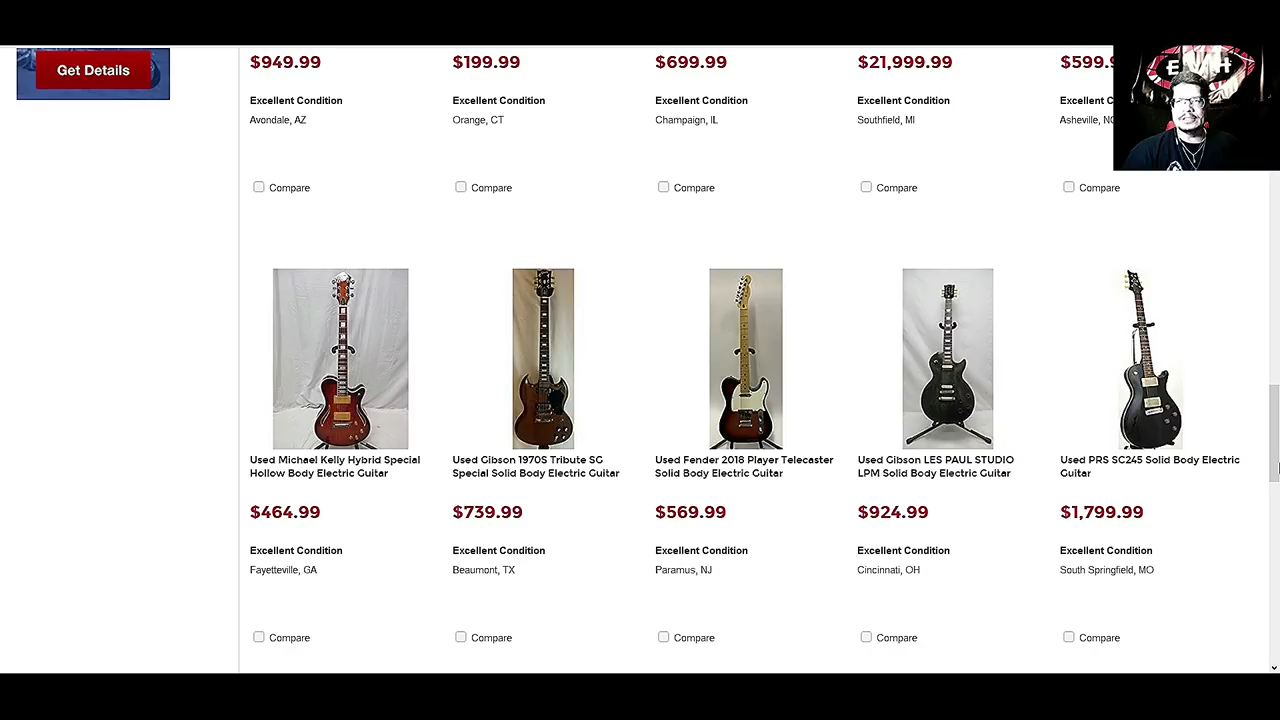 Get Details
$949.99
$199.99
$699.99
$21,999.99
$599.9
Excellent Condition
Excellent Condition
Excellent Condition
Excellent Condition
Excellent C
Avondale, AZ
Orange, CT
Champaign, IL
Southfield, MI
Asheville, NC
EVH
Compare
Compare
Compare
Compare
Compare
Used Michael Kelly Hybrid Special
Hollow Body Electric Guitar
Used Gibson 1970S Tribute SG
Special Solid Body Electric Guitar
Used Fender 2018 Player Telecaster
Solid Body Electric Guitar
Used Gibson LES PAUL STUDIO
LPM Solid Body Electric Guitar
Used PRS SC245 Solid Body Electric
Guitar
$464.99
$739.99
$569.99
$924.99
$1,799.99
Excellent Condition
Excellent Condition
Excellent Condition
Excellent Condition
Excellent Condition
Fayetteville, GA
Beaumont, TX
Paramus, NJ
Cincinnati, OH
South Springfield, MO
Compare
Compare
Compare
Compare
Compare